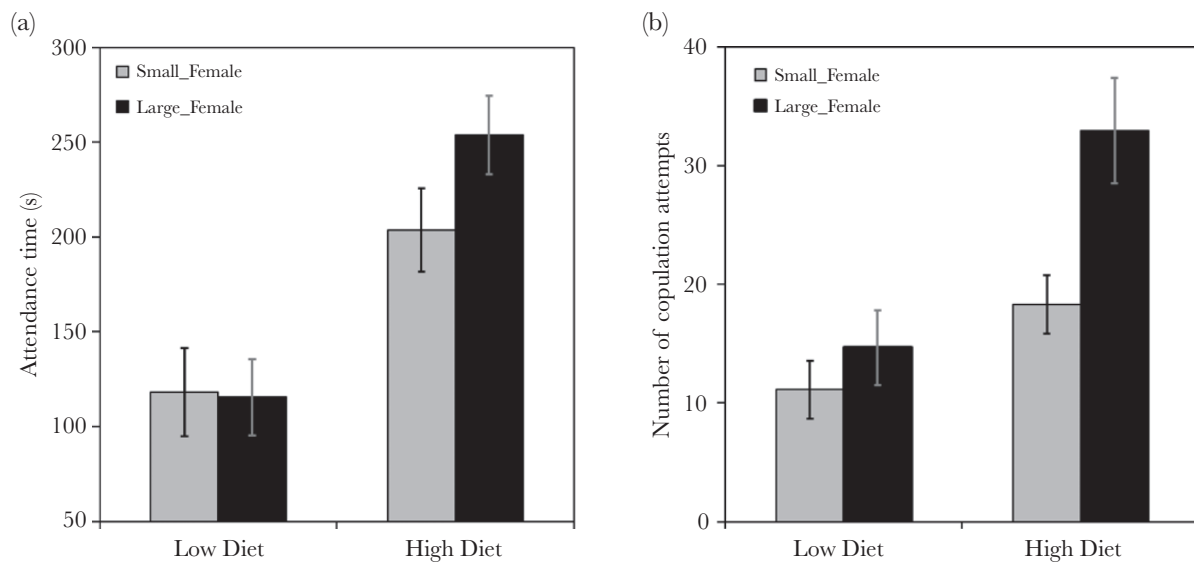 (a)
300
250
200
150
100
50
Attendance time (s)
Small_Female
Large_Female
Low Diet
High Diet
(b)
40
30
20
10
0
Number of copulation attempts
Small_Female
Large_Female
Low Diet
High Diet